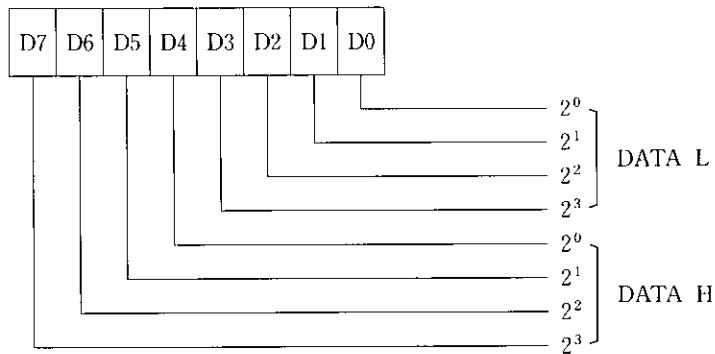 D7 D6 D5 D4 D3 D2 D1 D0
2⁰
2¹
2²
2³
DATA L
2⁰
2¹
2²
2³
DATA H